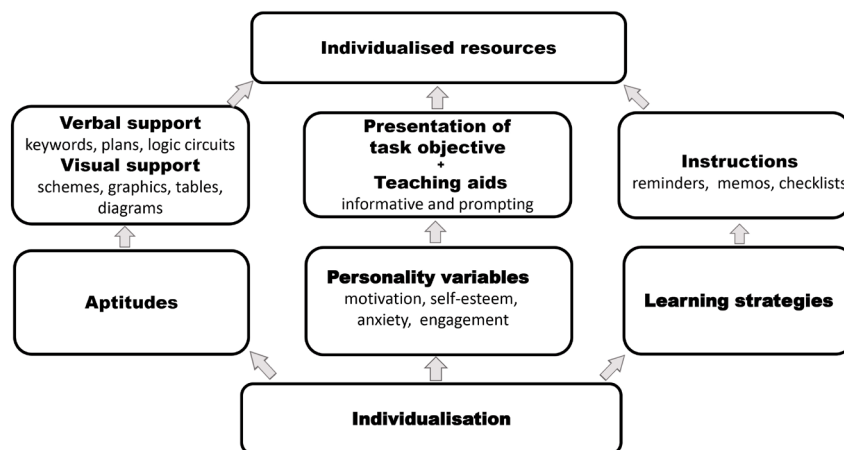 Individualised resources
Verbal support
keywords, plans, logic circuits
Visual support
schemes, graphics, tables,
diagrams
Presentation of
task objective
+
Teaching aids
informative and prompting
Instructions
reminders, memos, checklists
Aptitudes
Personality variables
motivation, self-esteem,
anxiety, engagement
Learning strategies
Individualisation